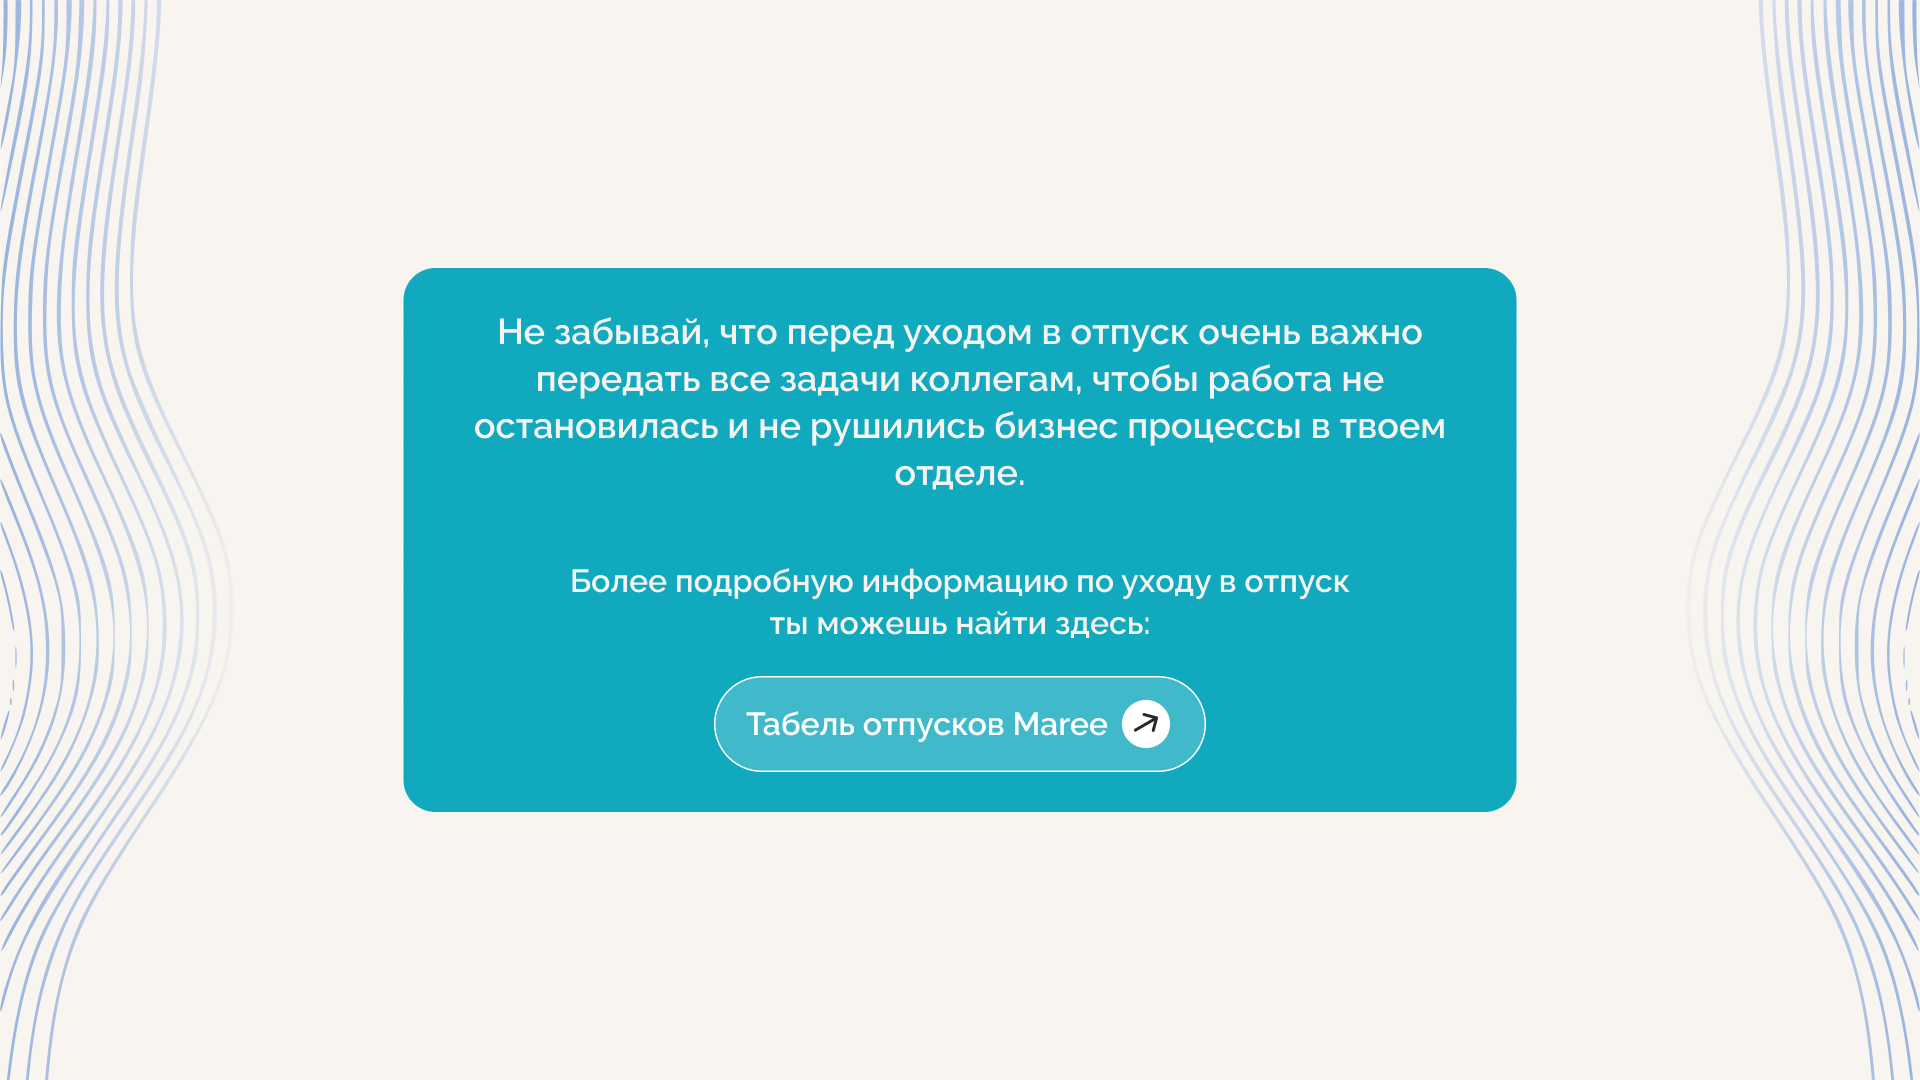 Не забывай, что перед уходом в отпуск очень важно
передать все задачи коллегам, чтобы работа не
остановилась и не рушились бизнес процессы в твоем
отделе.
Более подробную информацию по уходу в отпуск
ты можешь найти здесь:
Табель отпусков Maree